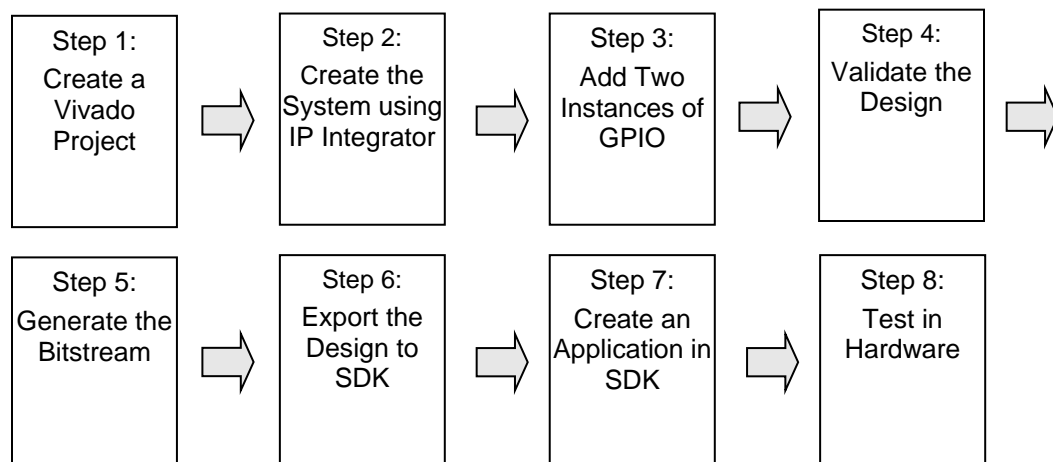 Step 1:
Create a
Vivado
Project
Step 2:
Create the
System using
IP Integrator
Step 3:
Add Two
Instances of
GPIO
Step 4:
Validate the
Design
Step 5:
Generate the
Bitstream
Step 6:
Export the
Design to
SDK
Step 7:
Create an
Application in
SDK
Step 8:
Test in
Hardware